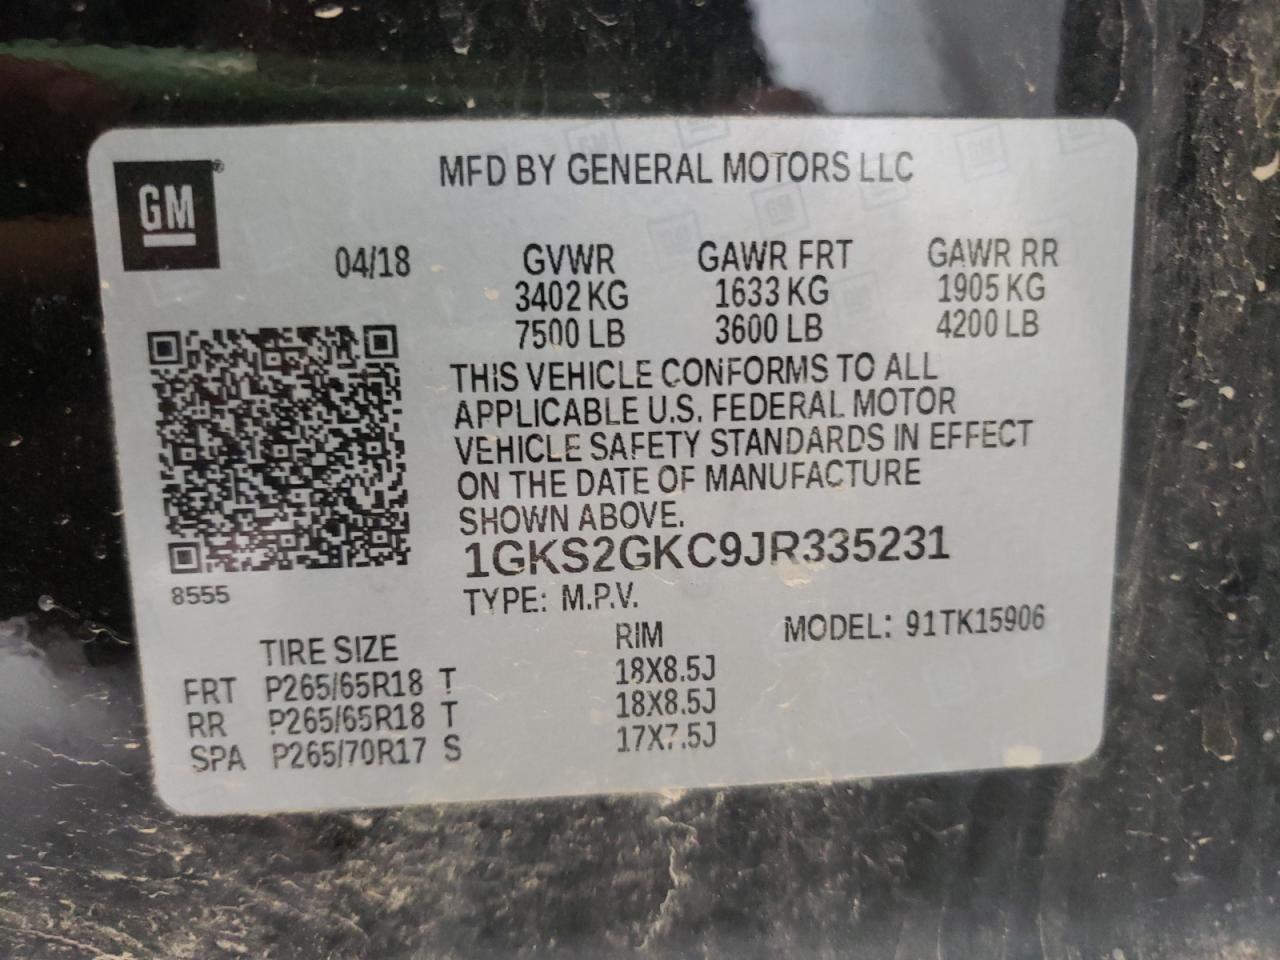 GM®
MFD BY GENERAL MOTORS LLC
04/18
GVWR GAWR FRT GAWR RR
3402 KG 1633 KG 1905 KG
7500 LB 3600 LB 4200 LB
THIS VEHICLE CONFORMS TO ALL
APPLICABLE U.S. FEDERAL MOTOR
VEHICLE SAFETY STANDARDS IN EFFECT
ON THE DATE OF MANUFACTURE
SHOWN ABOVE.
1GKS2GKC9JR335231
8555
TYPE: M.P.V.
MODEL: 91TK15906
TIRE SIZE RIM
FRT P265/65R18 T 18X8.5J
RR P265/65R18 T 18X8.5J
SPA P265/70R17 S 17X7.5J